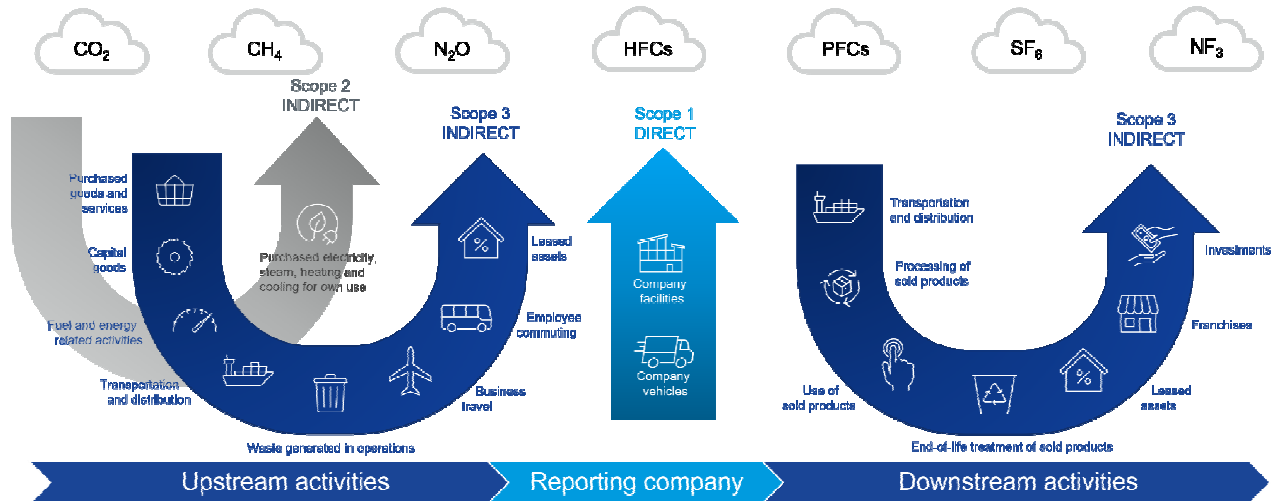 CO₂
CH₄
N₂O
HFCs
PFCs
SF₆
NF₃
Scope 2
INDIRECT
Scope 3
INDIRECT
Scope 1
DIRECT
Scope 3
INDIRECT
Purchased
goods and
services
Capital
goods
Fuel and energy
related activities
Transportation
and distribution
Waste generated in operations
Business
travel
Employee
commuting
Leased
assets
Purchased electricity,
steam, heating and
cooling for own use
Company
facilities
Company
vehicles
Transportation
and distribution
Processing of
sold products
Use of
sold products
End-of-life treatment of sold products
Leased
assets
Franchises
Investments
Upstream activities
Reporting company
Downstream activities